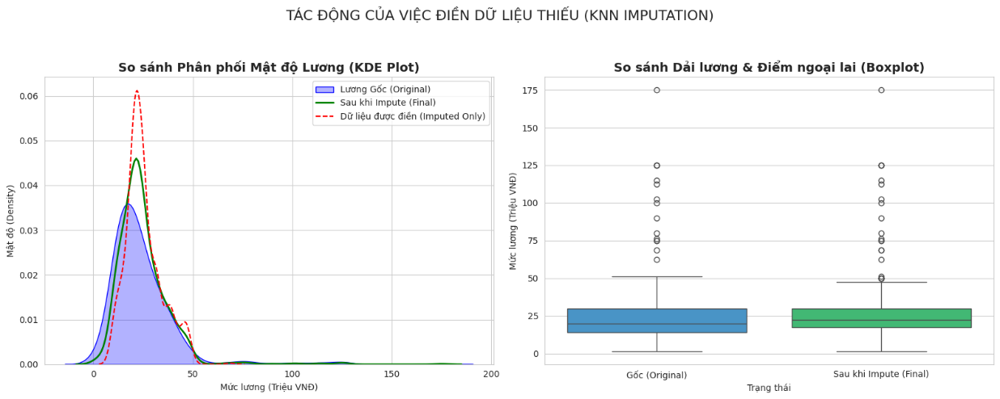 TÁC ĐỘNG CỦA VIỆC ĐIỀN DỮ LIỆU THIẾU (KNN IMPUTATION)
So sánh Phân phối Mật độ Lương (KDE Plot)
Lương Gốc (Original)
Sau khi Impute (Final)
Dữ liệu được điền (Imputed Only)
Mật độ (Density)
0.06
0.05
0.04
0.03
0.02
0.01
0.00
0
50
100
150
200
Mức lương (Triệu VNĐ)
So sánh Dải lương & Điểm ngoại lai (Boxplot)
Mức lương (Triệu VNĐ)
175
150
125
100
75
50
25
0
Gốc (Original)
Sau khi Impute (Final)
Trạng thái